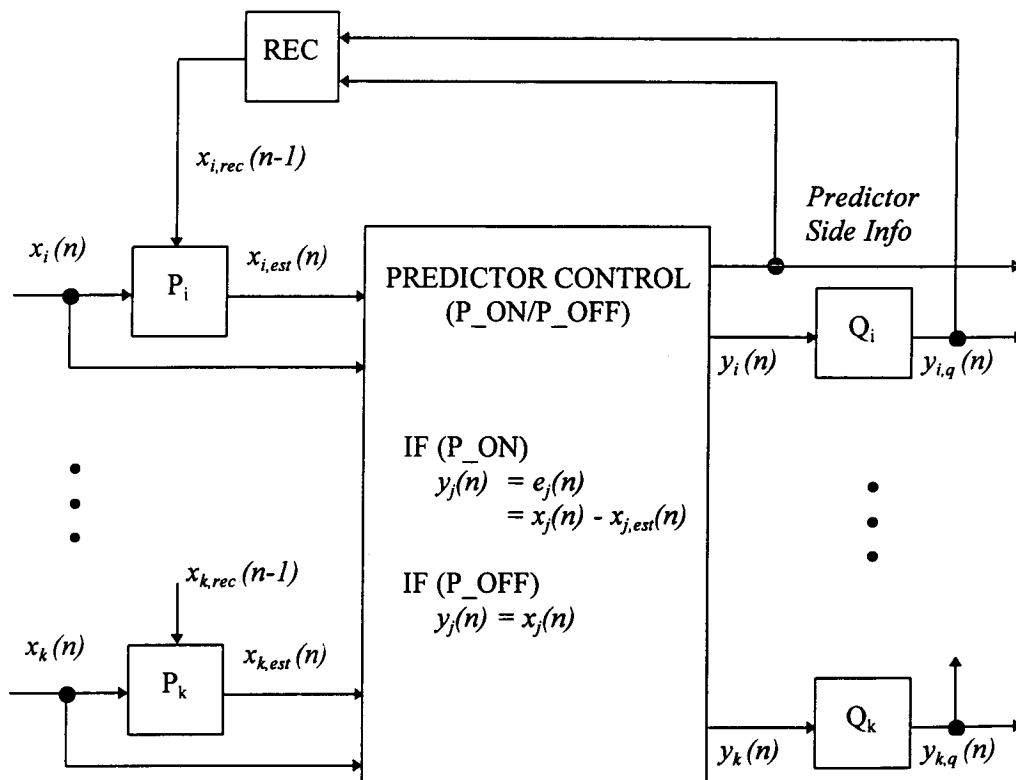 REC
x_{i,rec}(n-1)
Predictor
Side Info
x_i(n)
P_i
x_{i,est}(n)
PREDICTOR CONTROL
(P_ON/P_OFF)
y_i(n)
Q_i
y_{i,q}(n)
IF (P_ON)
y_j(n) = e_j(n)
= x_j(n) - x_{j,est}(n)
IF (P_OFF)
y_j(n) = x_j(n)
x_{k,rec}(n-1)
x_k(n)
P_k
x_{k,est}(n)
y_k(n)
Q_k
y_{k,q}(n)